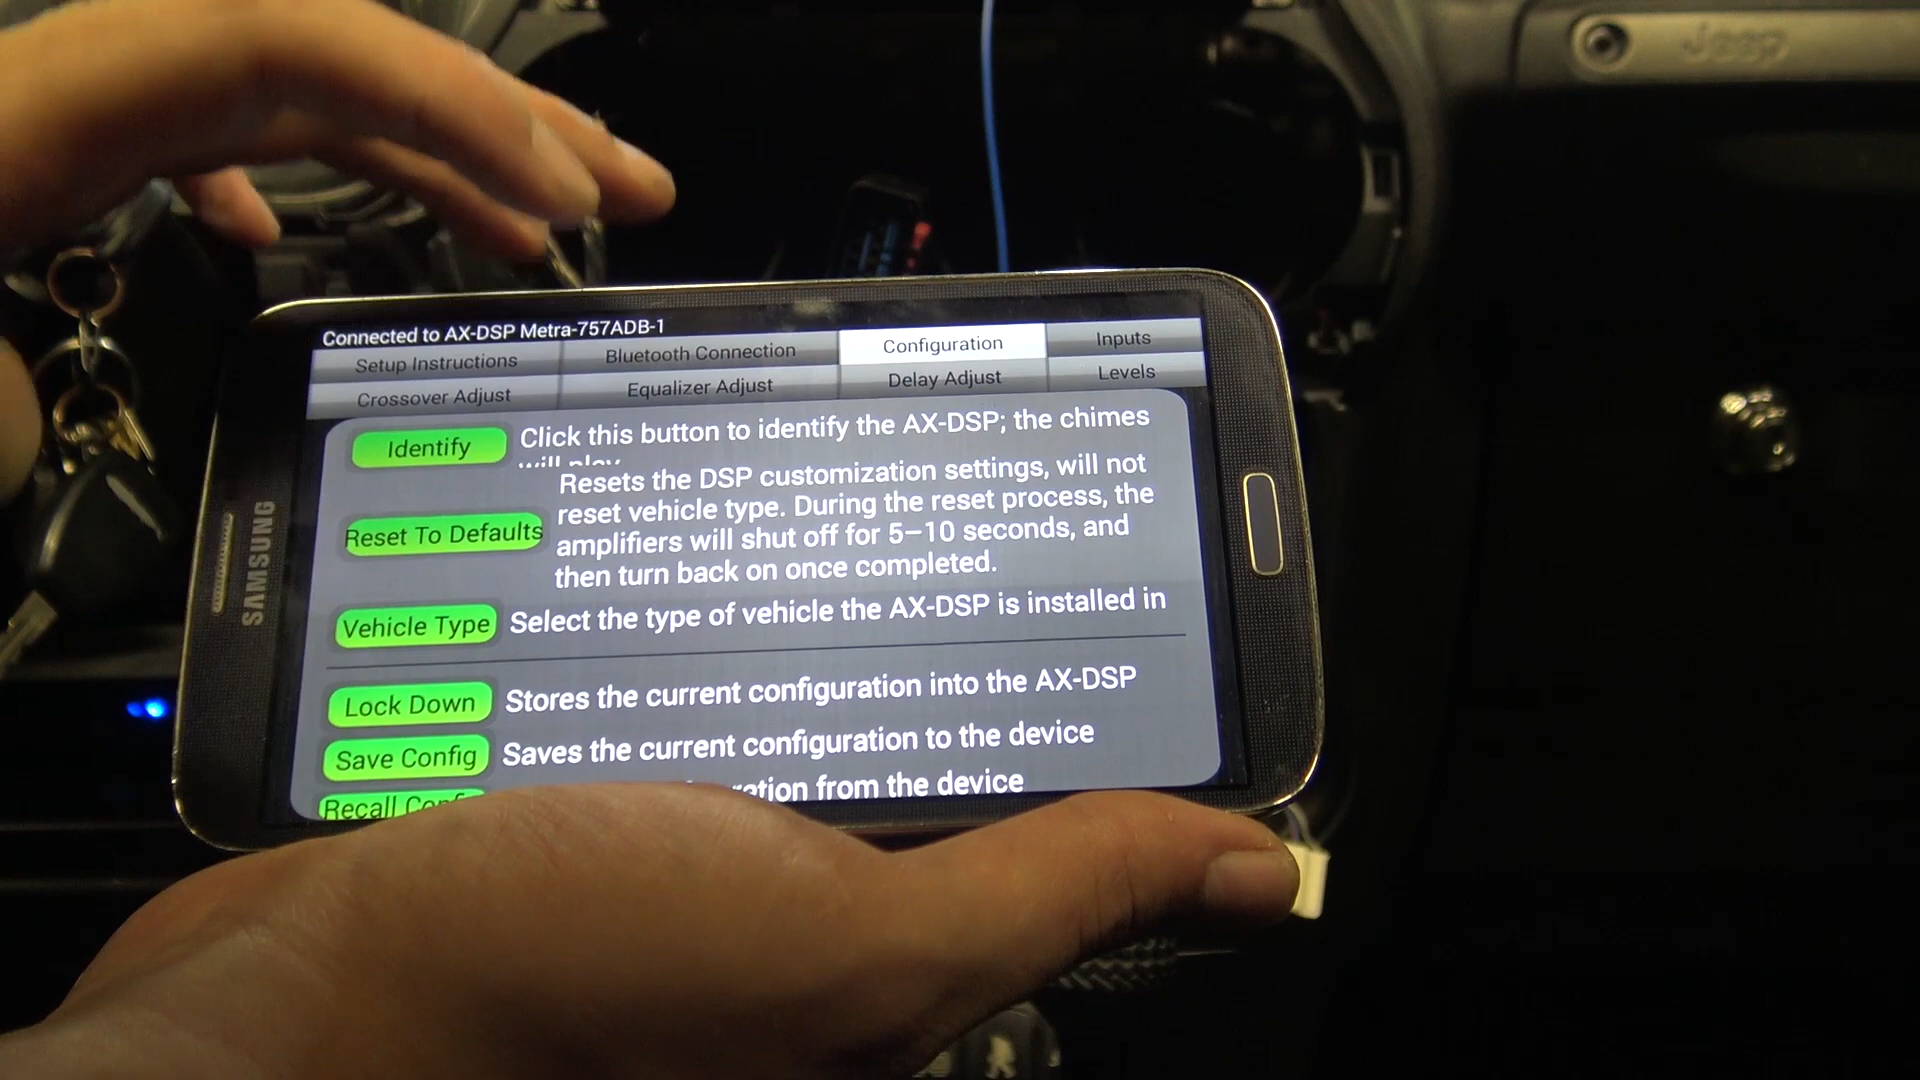 Jeep
Connected to AX-DSP Metra-757ADB-1
Setup Instructions
Bluetooth Connection
Configuration
Inputs
Crossover Adjust
Equalizer Adjust
Delay Adjust
Levels
Identify
Click this button to identify the AX-DSP; the chimes
will play
Reset To Defaults
Resets the DSP customization settings, will not
reset vehicle type. During the reset process, the
amplifiers will shut off for 5–10 seconds, and
then turn back on once completed.
Vehicle Type
Select the type of vehicle the AX-DSP is installed in
Lock Down
Stores the current configuration into the AX-DSP
Save Config
Saves the current configuration to the device
Recall
from the device
SAMSUNG